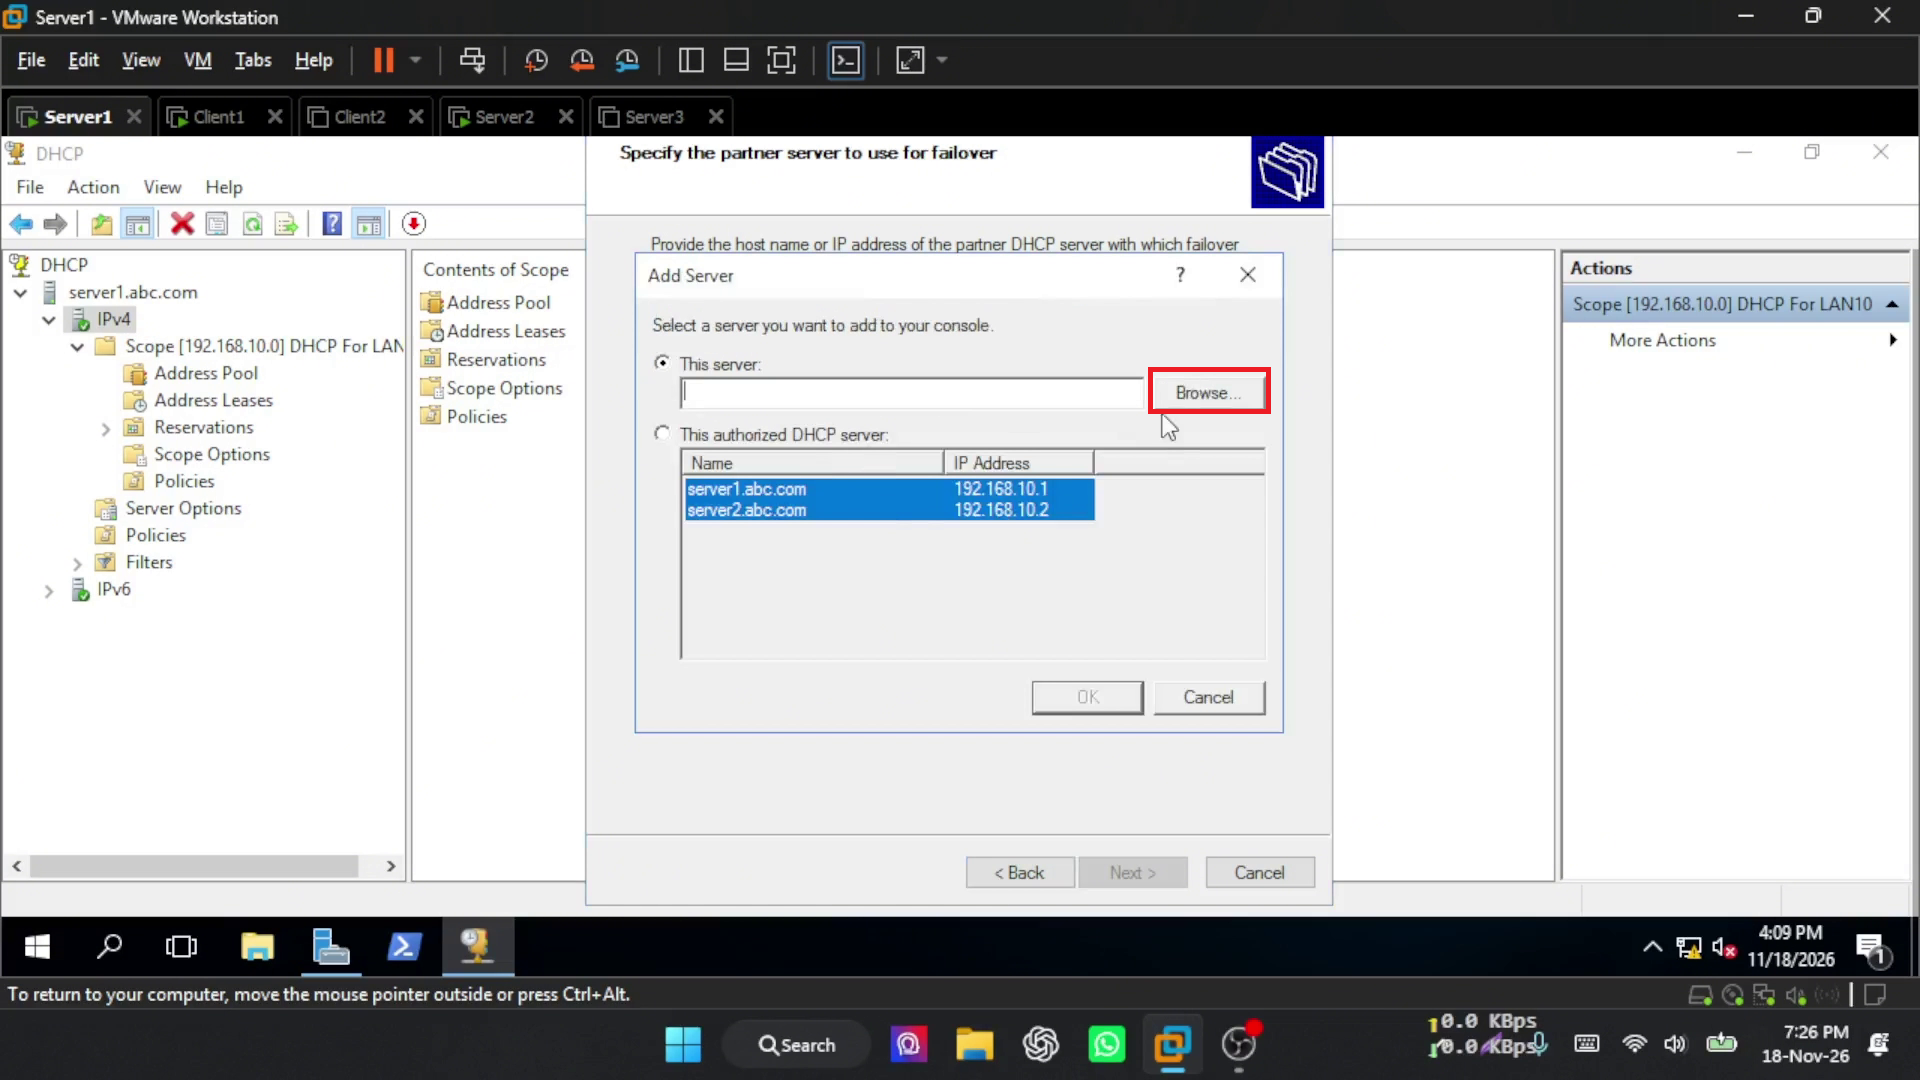 Server1 - VMware Workstation
File Edit View VM Tabs Help
Server1 Client1 Client2 Server2 Server3
DHCP
File Action View Help
DHCP
server1.abc.com
IPv4
Scope [192.168.10.0] DHCP For LAN
Address Pool
Address Leases
Reservations
Scope Options
Policies
Server Options
Policies
Filters
IPv6
Contents of Scope
Address Pool
Address Leases
Reservations
Scope Options
Policies
Specify the partner server to use for failover
Provide the host name or IP address of the partner DHCP server with which failover
Add Server
Select a server you want to add to your console.
This server:
Browse...
This authorized DHCP server:
Name IP Address
server1.abc.com 192.168.10.1
server2.abc.com 192.168.10.2
OK Cancel
< Back Next > Cancel
Actions
Scope [192.168.10.0] DHCP For LAN10
More Actions
4:09 PM
11/18/2026
1
To return to your computer, move the mouse pointer outside or press Ctrl+Alt.
Search
0.0 KBps
0.0 KBps
7:26 PM
18-Nov-26